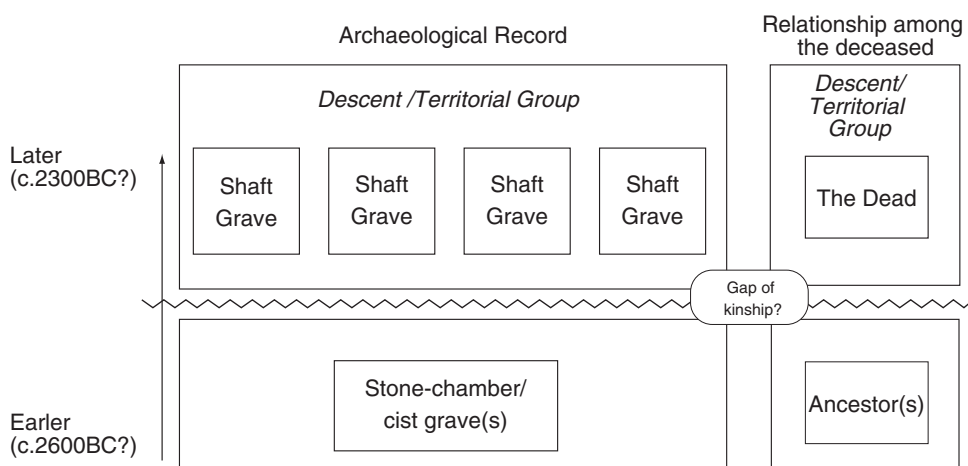 Archaeological Record
Relationship among
the deceased
Descent /Territorial Group
Descent/
Territorial
Group
Later
(c.2300BC?)
Shaft
Grave
Shaft
Grave
Shaft
Grave
Shaft
Grave
The Dead
Gap of
kinship?
Stone-chamber/
cist grave(s)
Ancestor(s)
Earler
(c.2600BC?)